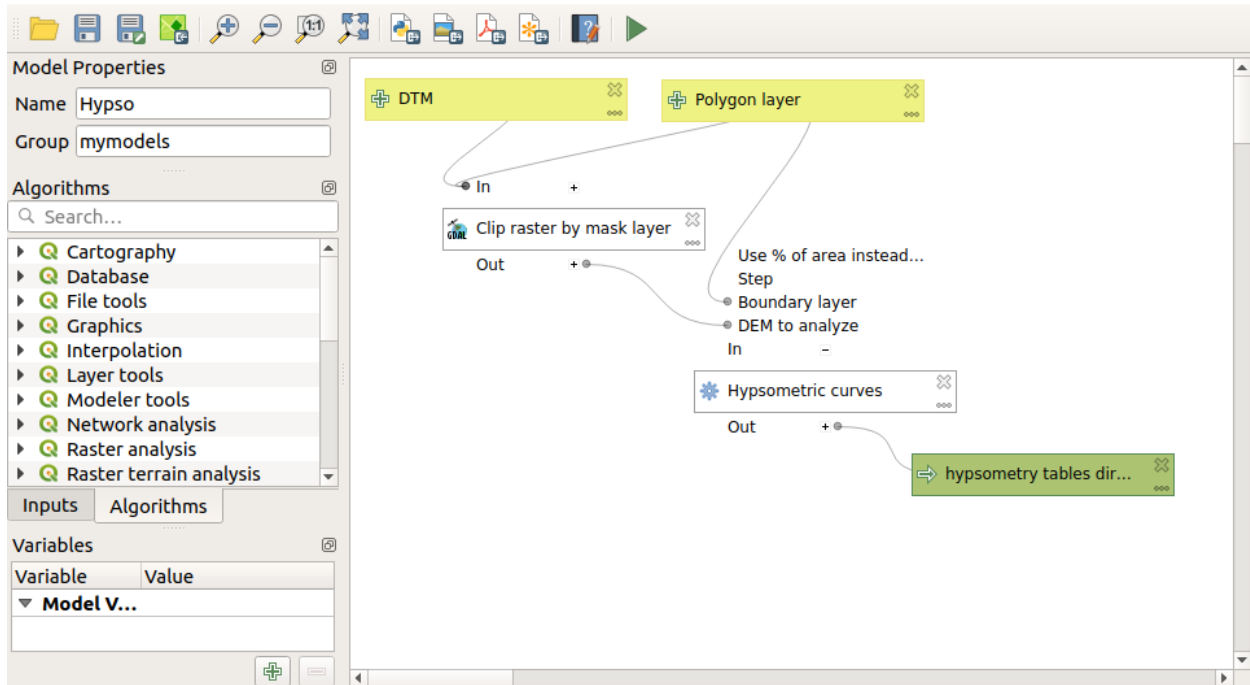 1:1
Model Properties
Name Hypso
Group mymodels
Algorithms
Search...
Cartography
Database
File tools
Graphics
Interpolation
Layer tools
Modeler tools
Network analysis
Raster analysis
Raster terrain analysis
Inputs Algorithms
Variables
Variable Value
Model V...
DTM
Polygon layer
In +
GDAL Clip raster by mask layer
Out +
Use % of area instead...
Step
Boundary layer
DEM to analyze
In -
Hypsometric curves
Out +
hypsometry tables dir...